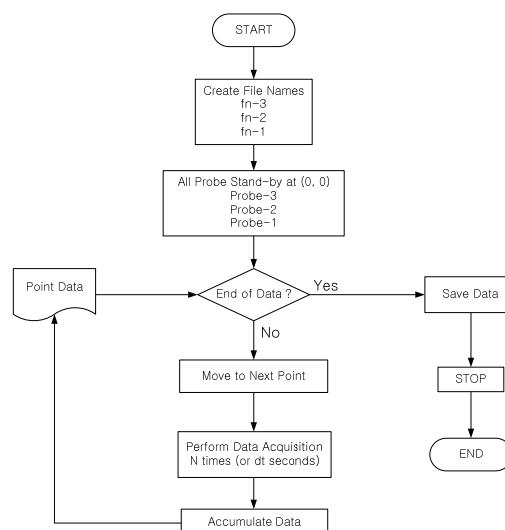 START
Create File Names
fn-3
fn-2
fn-1
All Probe Stand-by at (0, 0)
Probe-3
Probe-2
Probe-1
Point Data
End of Data ?
Yes
Save Data
No
Move to Next Point
STOP
Perform Data Acquisition
N times (or dt seconds)
END
Accumulate Data